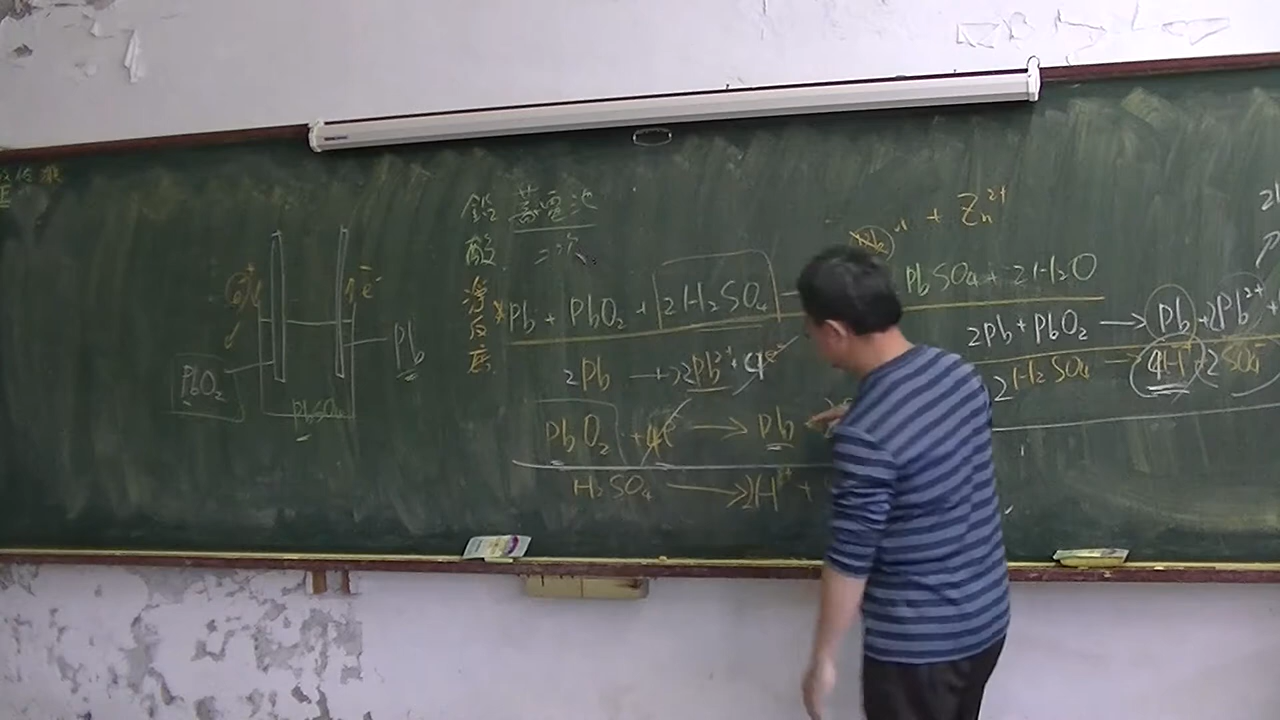 鉛 蓄電池
酸 二次
淨反應
Zn²⁺
Pb + PbO₂ + 2H₂SO₄
PbSO₄ + 2H₂O
2Pb → 2Pb²⁺ + 4e⁻
PbO₂ + 4e⁻ → Pb
H₂SO₄ → 2H⁺ +
2Pb + PbO₂ → Pb + 2Pb²⁺ +
2H₂SO₄ → 4H⁺ + 2SO₄⁻
e⁻
Pb
PbO₂
PbSO₄